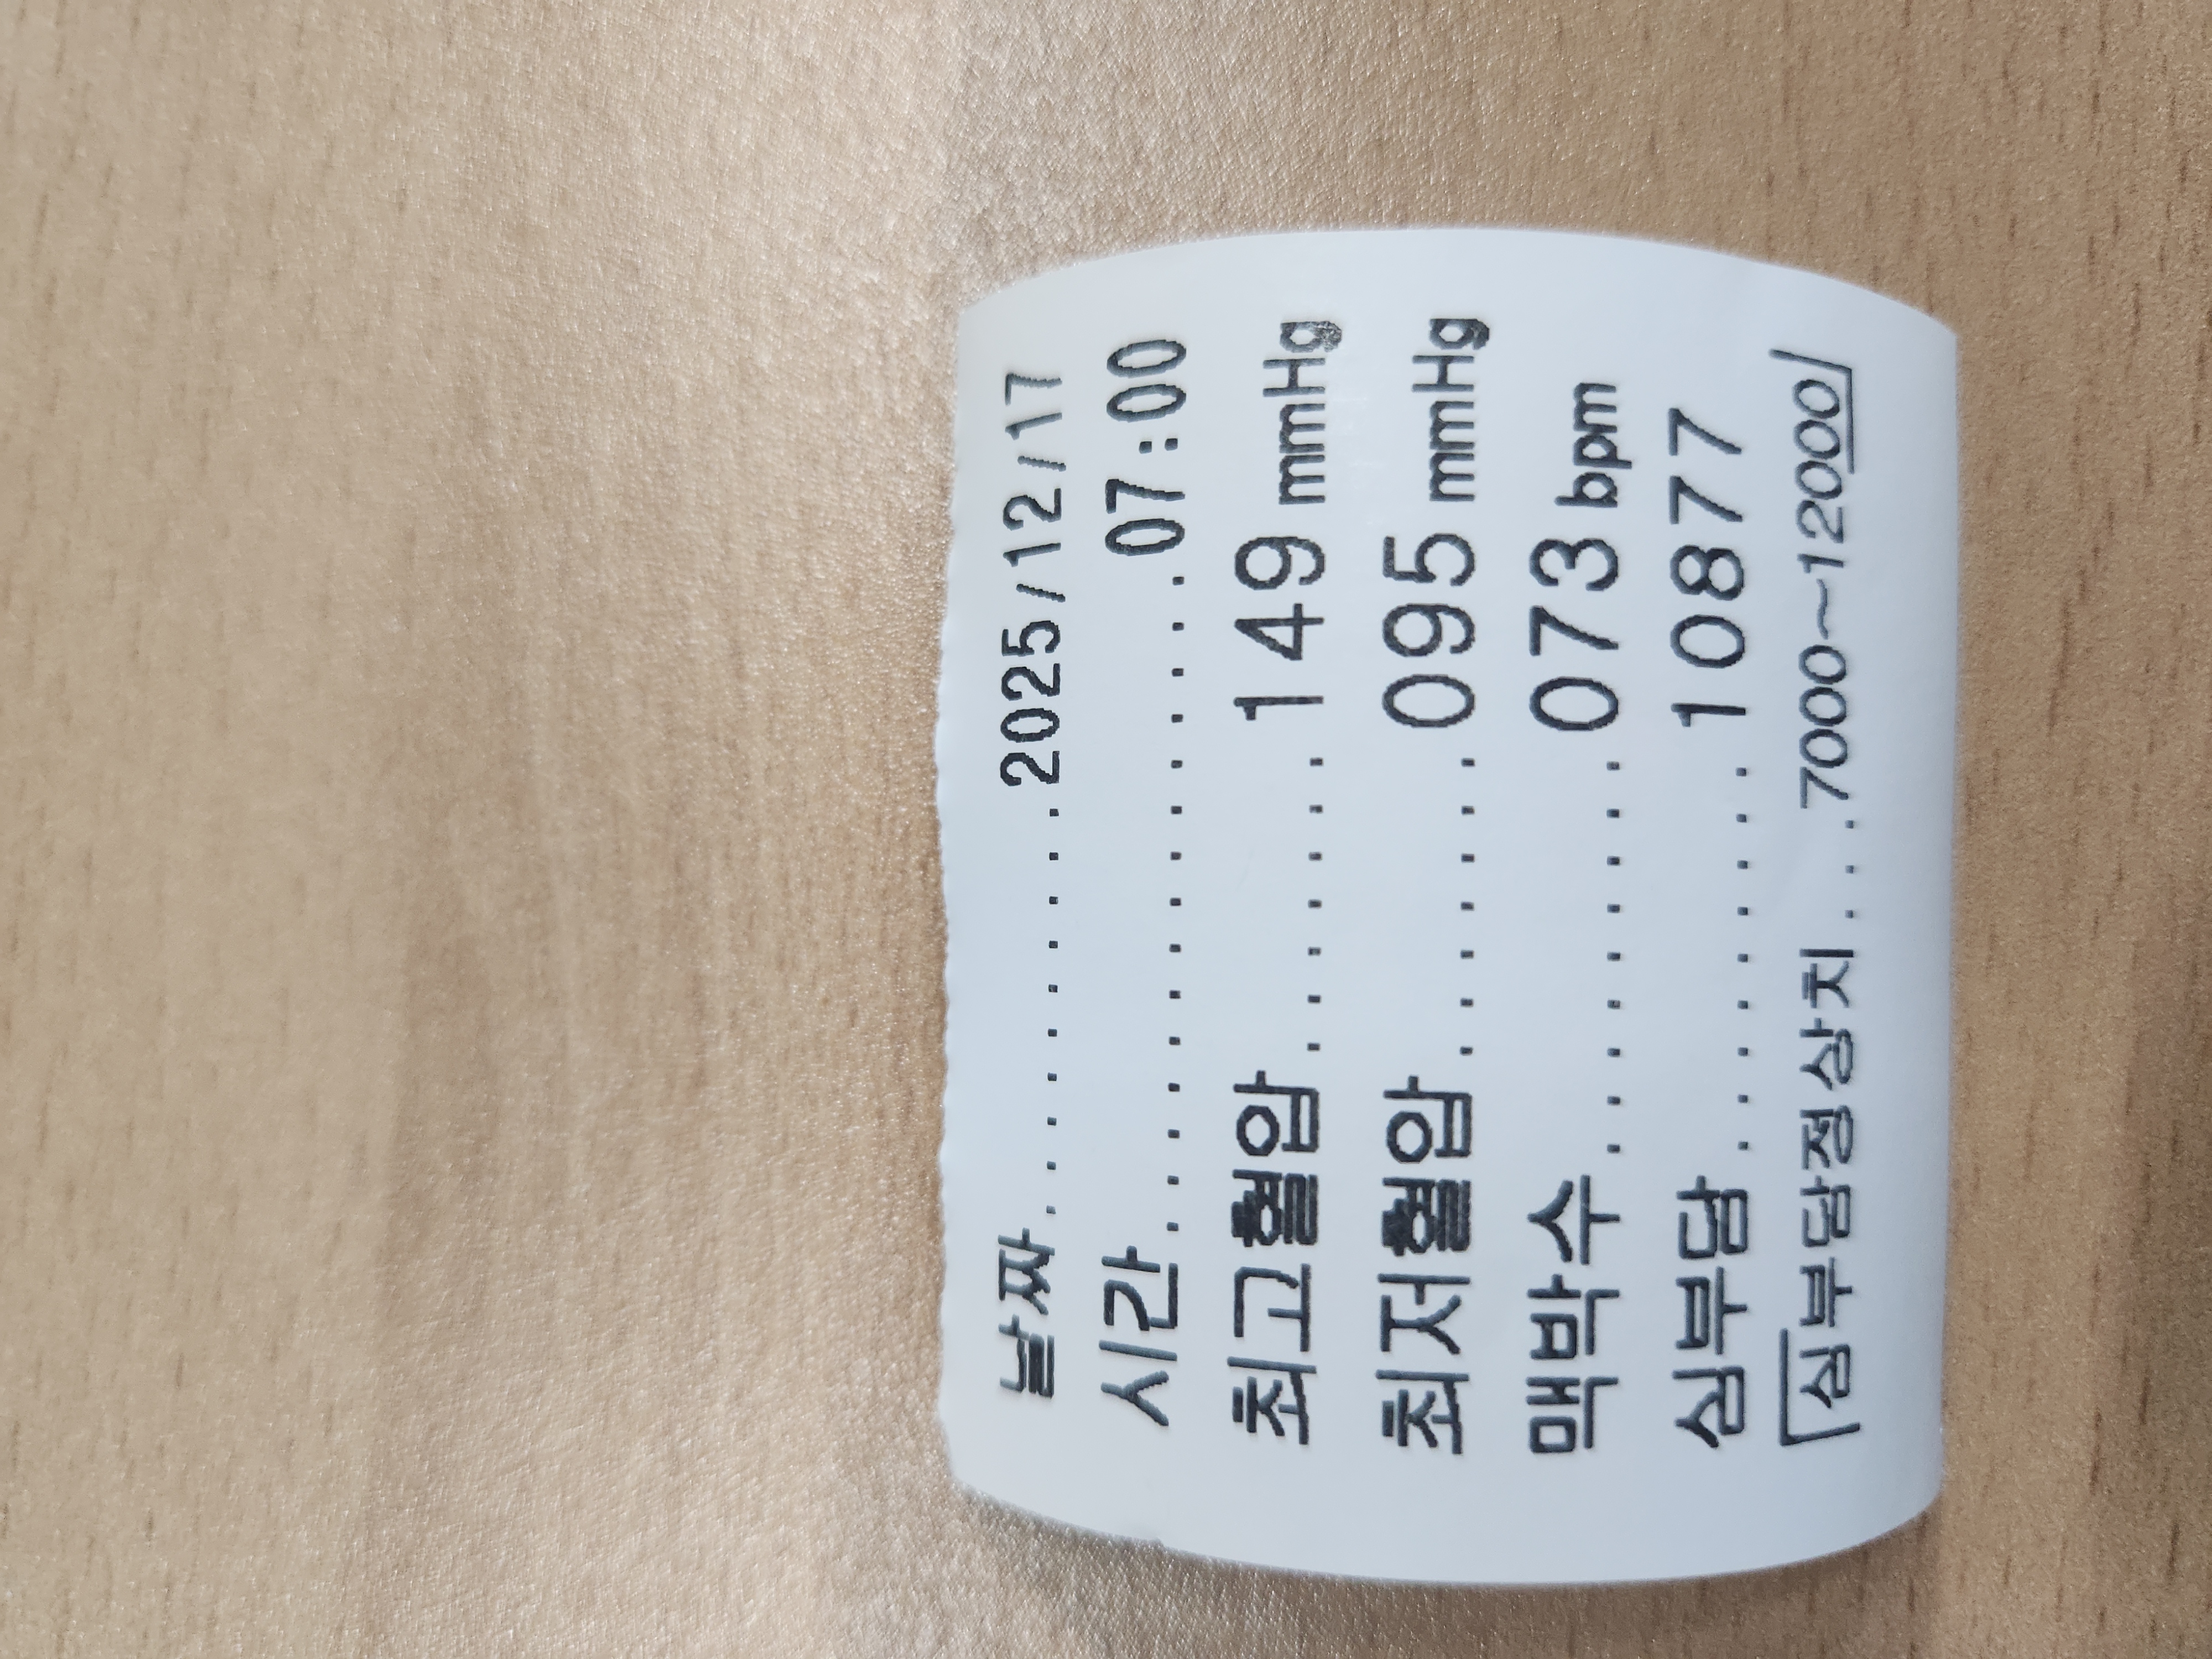 날짜..............2025/12/17
시간................07:00
최고혈압.......149 mmHg
최저혈압.......095 mmHg
맥박수.........073 bpm
심부담.........10877
[심부담정상치...7000~12000]